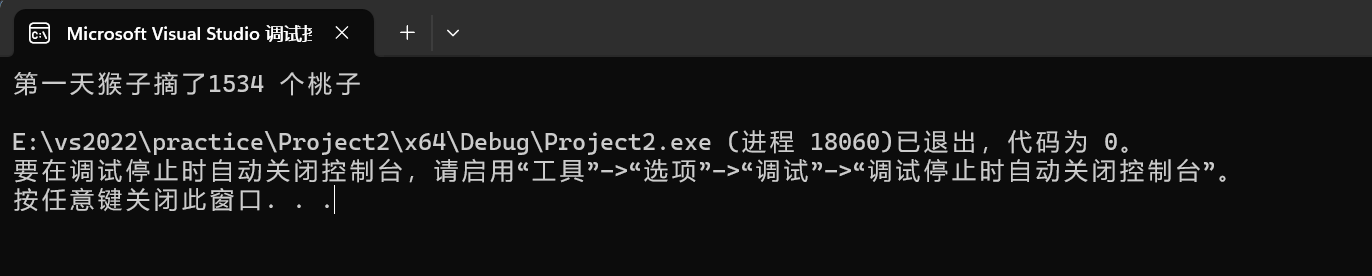 Microsoft Visual Studio 调试控
第一天猴子摘了1534 个桃子
E:\vs2022\practice\Project2\x64\Debug\Project2.exe (进程 18060)已退出，代码为 0。
要在调试停止时自动关闭控制台，请启用“工具”->“选项”->“调试”->“调试停止时自动关闭控制台”。
按任意键关闭此窗口. . .